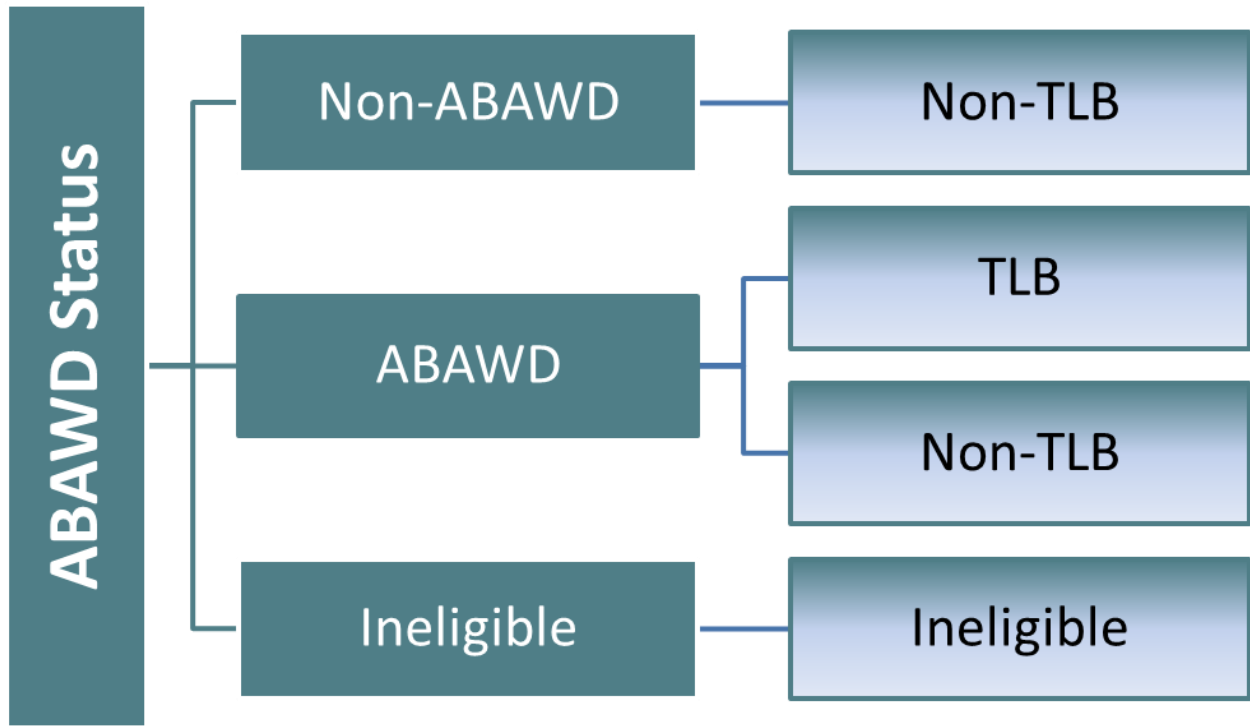 ABAWD Status
Non-ABAWD
Non-TLB
ABAWD
TLB
Non-TLB
Ineligible
Ineligible